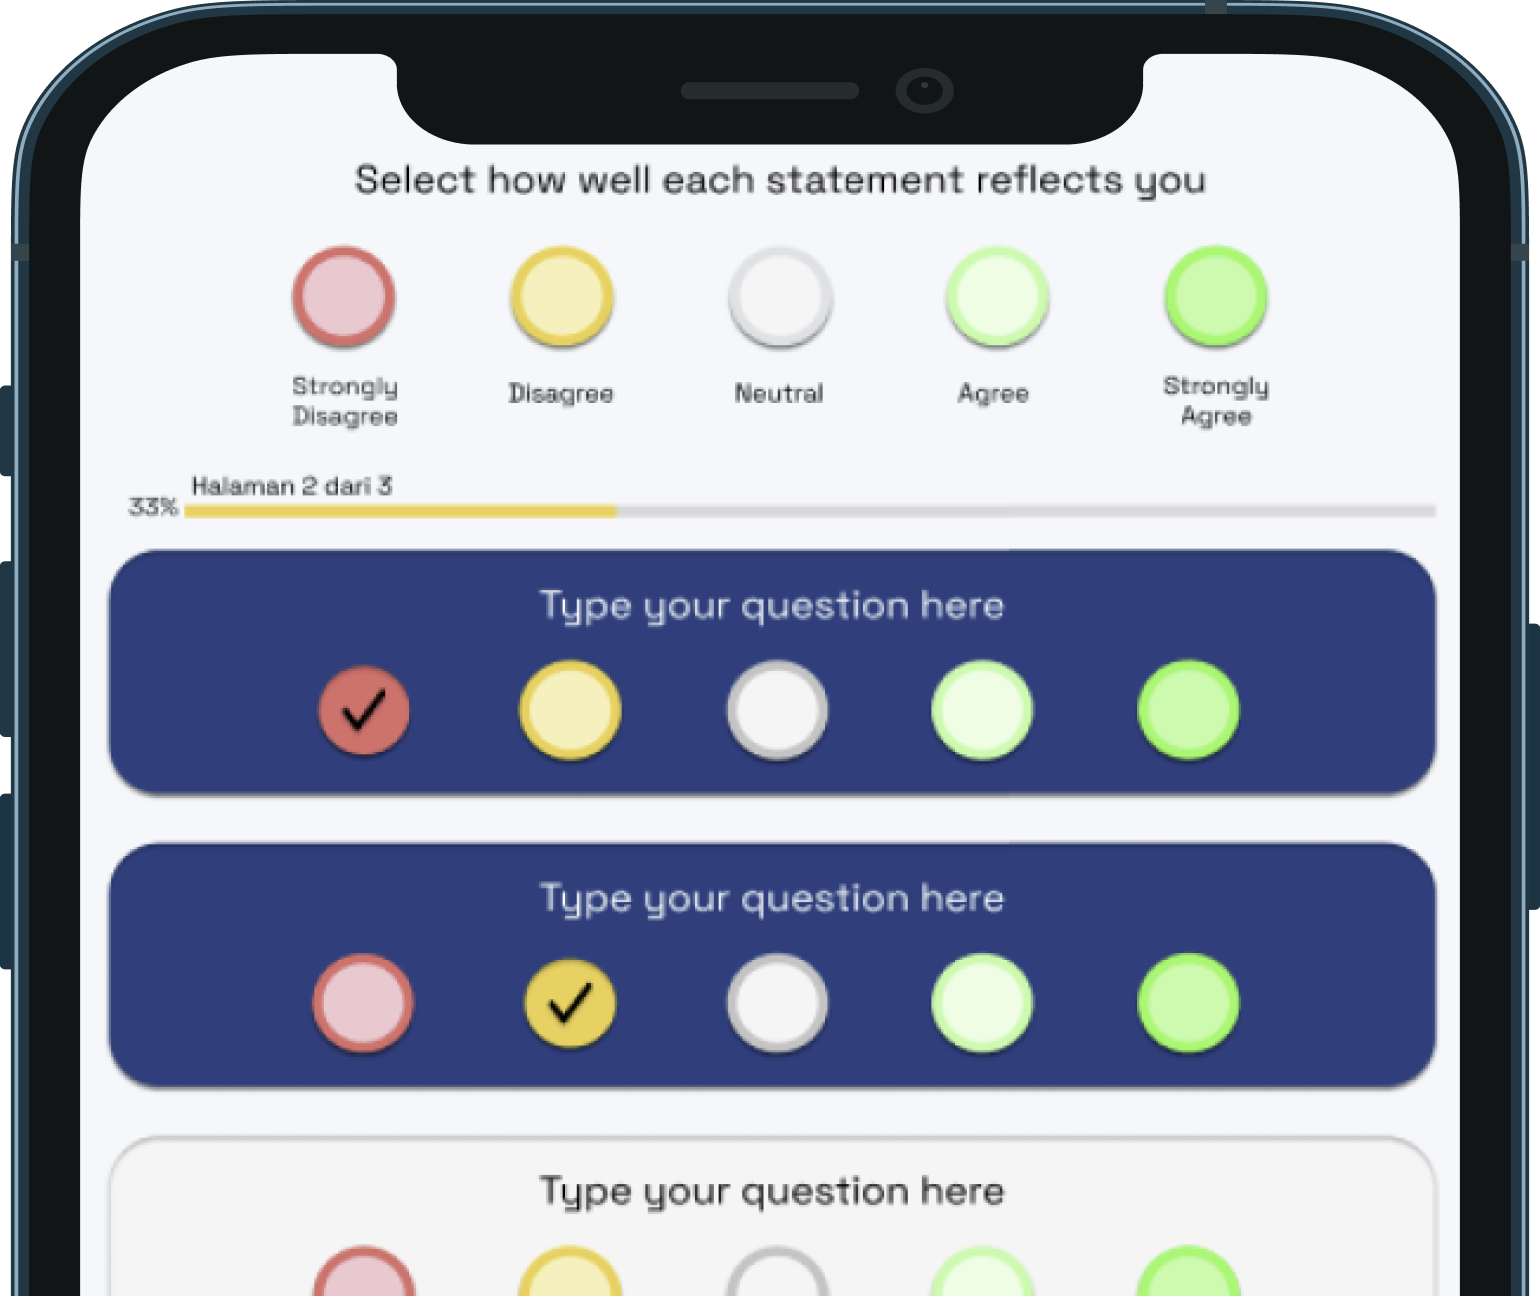 Select how well each statement reflects you
Strongly
Disagree
Disagree
Neutral
Agree
Strongly
Agree
Halaman 2 dari 3
33%
Type your question here
Type your question here
Type your question here